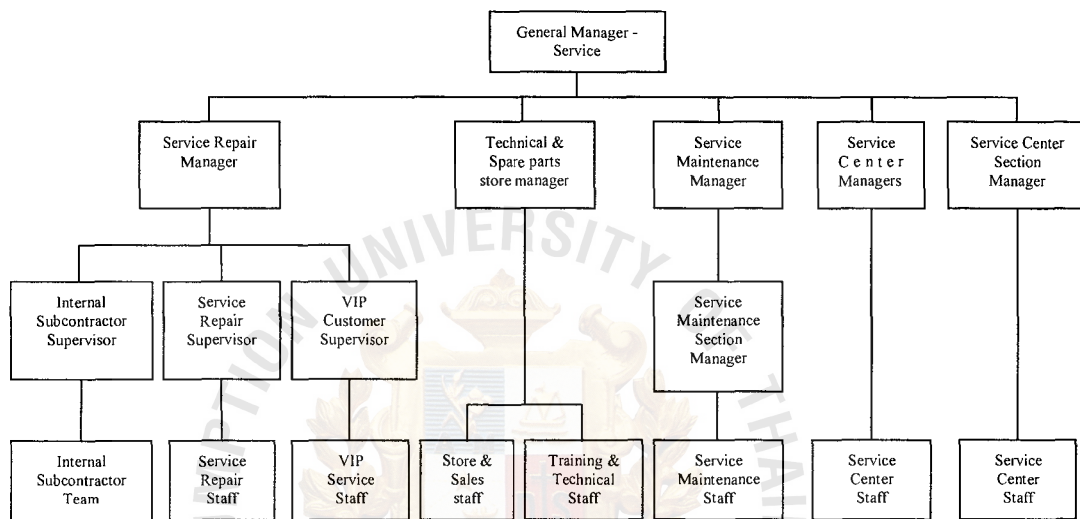 General Manager -
Service
Service Repair
Manager
Technical &
Spare parts
store manager
Service
Maintenance
Manager
Service
C e n t e r
Managers
Service Center
Section
Manager
Internal
Subcontractor
Supervisor
Service
Repair
Supervisor
VIP
Customer
Supervisor
Service
Maintenance
Section
Manager
Internal
Subcontractor
Team
Service
Repair
Staff
VIP
Service
Staff
Store &
Sales
staff
Training &
Technical Staff
Service
Maintenance
Staff
Service
Center
Staff
Service
Center
Staff
UNIVERSITY OF